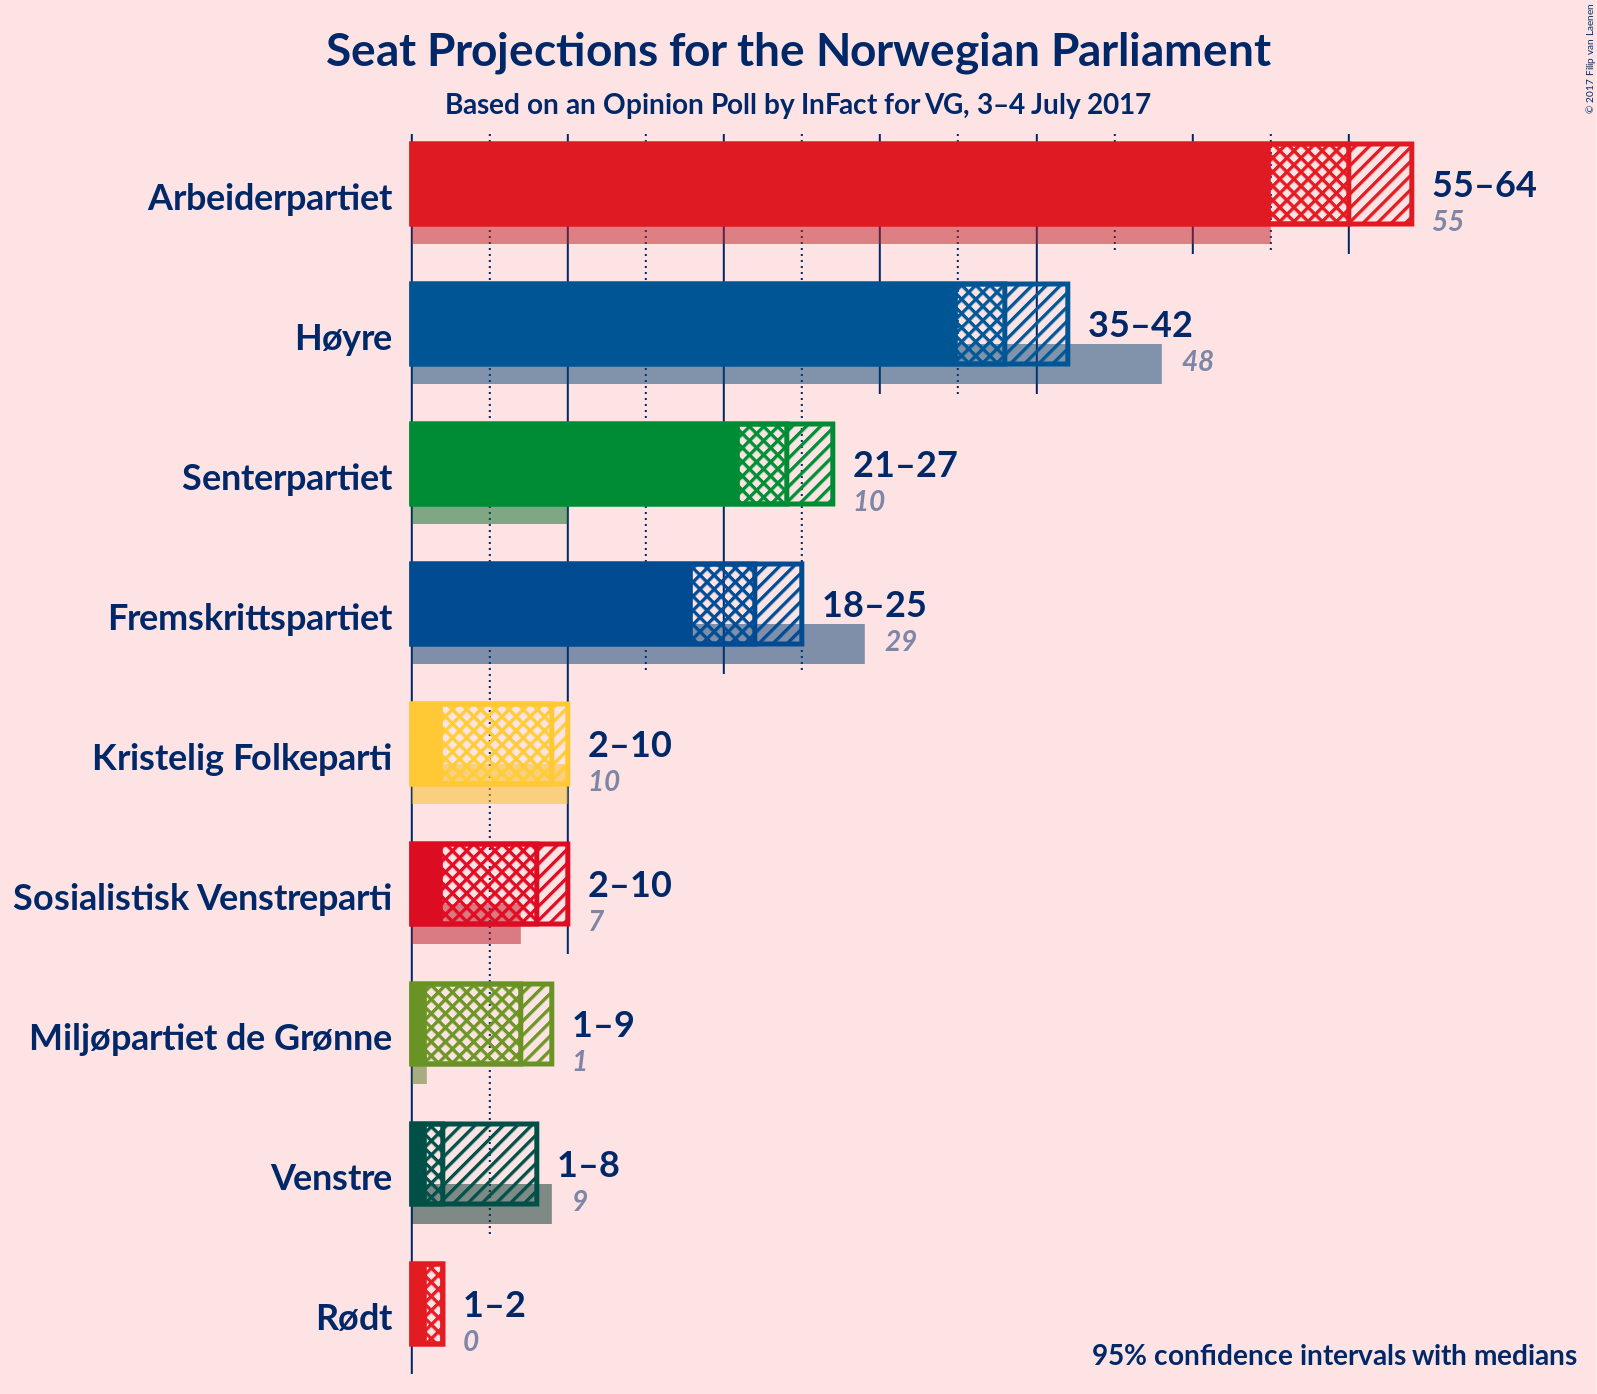 Seat Projections for the Norwegian Parliament
Based on an Opinion Poll by InFact for VG, 3–4 July 2017
© 2017 Filip van Laenen
Arbeiderpartiet
55–64
55
Høyre
35–42
48
Senterpartiet
21–27
10
Fremskrittspartiet
18–25
29
Kristelig Folkeparti
2–10
10
Sosialistisk Venstreparti
2–10
7
Miljøpartiet de Grønne
1–9
1
Venstre
1–8
9
Rødt
1–2
0
95% confidence intervals with medians